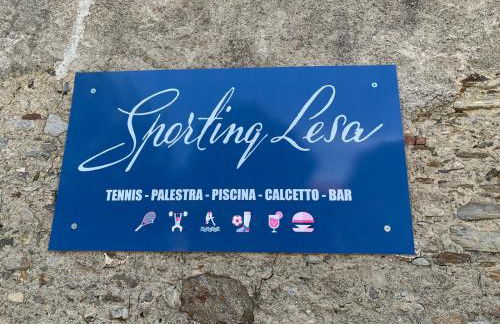 Sporting Lesa
TENNIS - PALESTRA - PISCINA - CALCETTO - BAR